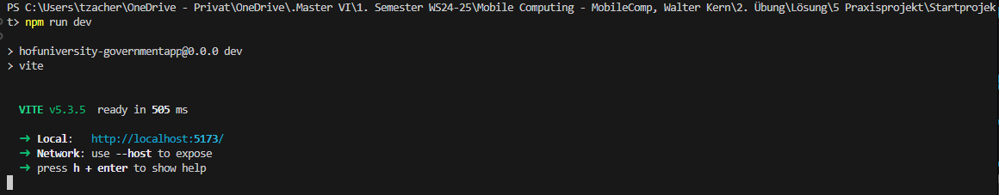 PS C:\Users\tzacher\OneDrive - Privat\OneDrive\.Master VI\1. Semester WS24-25\Mobile Computing - MobileComp, Walter Kern\2. Übung\Lösung\5 Praxisprojekt\Startprojek
t> npm run dev
> hofuniversity-governmentapp@0.0.0 dev
> vite
VITE v5.3.5  ready in 505 ms
➜ Local:   http://localhost:5173/
➜ Network: use --host to expose
➜ press h + enter to show help